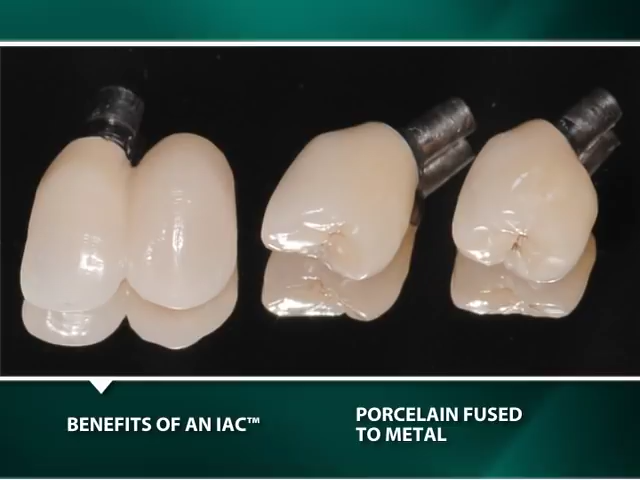 BENEFITS OF AN IAC™
PORCELAIN FUSED
TO METAL